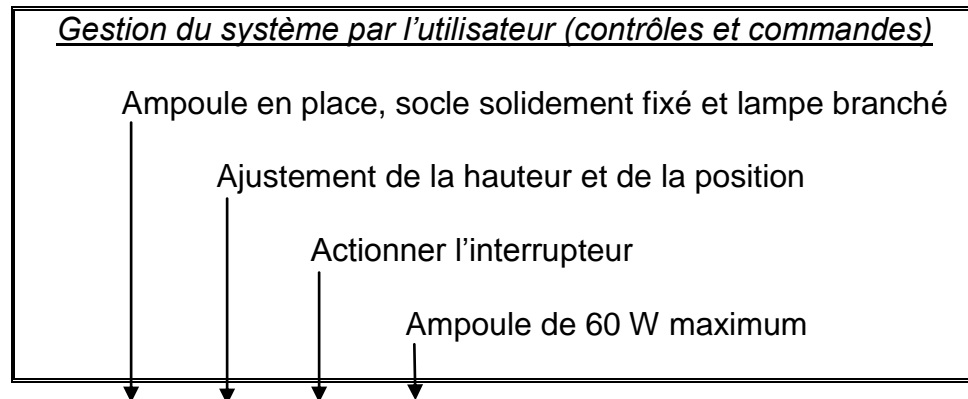 Gestion du système par l’utilisateur (contrôles et commandes)
Ampoule en place, socle solidement fixé et lampe branché
Ajustement de la hauteur et de la position
Actionner l’interrupteur
Ampoule de 60 W maximum